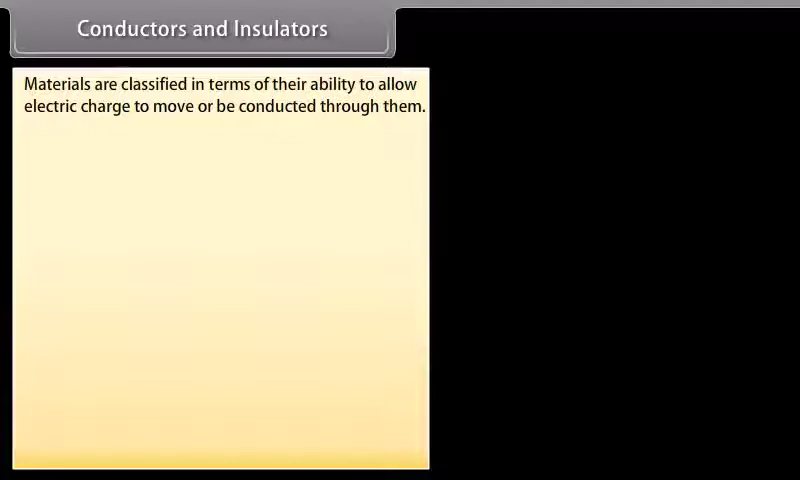 Conductors and Insulators
Materials are classified in terms of their ability to allow
electric charge to move or be conducted through them.